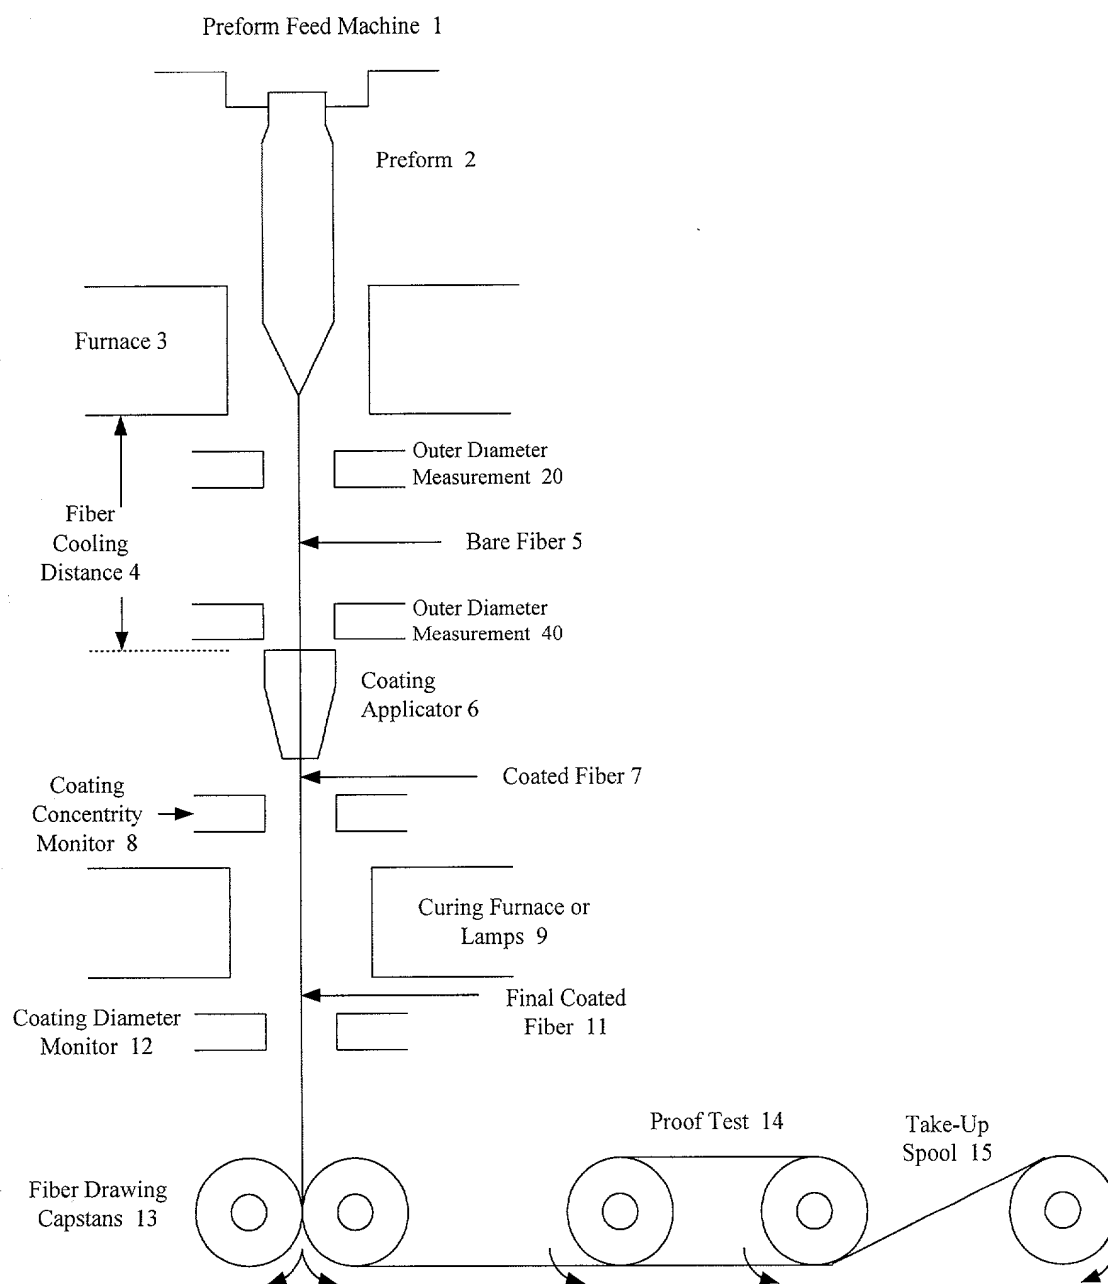 Preform Feed Machine 1
Preform 2
Furnace 3
Outer Diameter
Measurement 20
Fiber
Cooling
Distance 4
Bare Fiber 5
Outer Diameter
Measurement 40
Coating
Applicator 6
Coated Fiber 7
Coating
Concentrity
Monitor 8
Curing Furnace or
Lamps 9
Final Coated
Fiber 11
Coating Diameter
Monitor 12
Proof Test 14
Take-Up
Spool 15
Fiber Drawing
Capstans 13